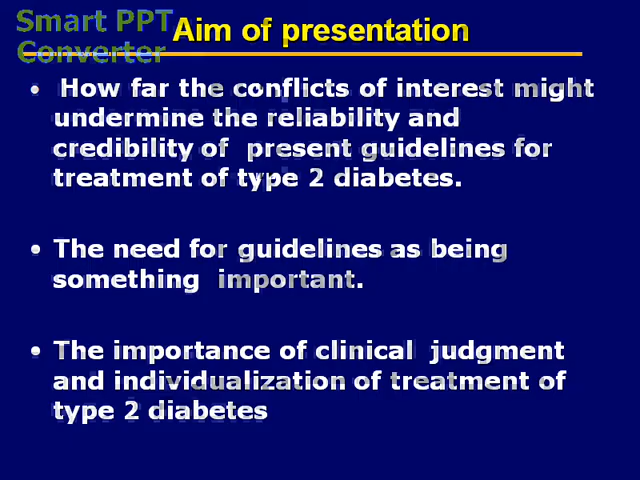 Smart PPT
Converter
Aim of presentation
• How far the conflicts of interest might
undermine the reliability and
credibility of present guidelines for
treatment of type 2 diabetes.
• The need for guidelines as being
something important.
• The importance of clinical judgment
and individualization of treatment of
type 2 diabetes